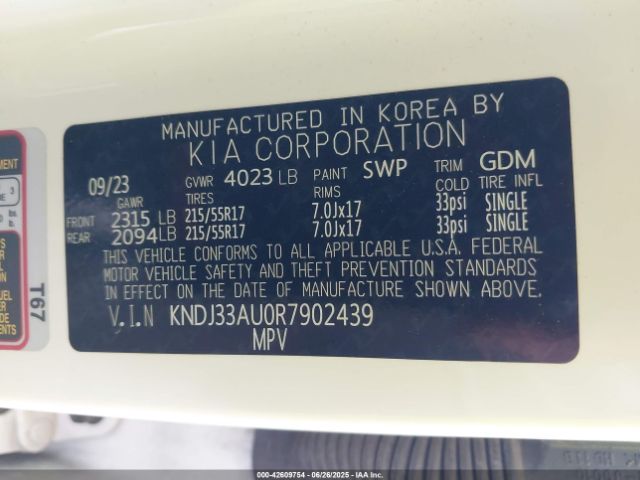 MANUFACTURED IN KOREA BY
KIA CORPORATION
09/23 GVWR 4023 LB PAINT SWP TRIM GDM
GAWR TIRES RIMS COLD TIRE INFL
FRONT 2315 LB 215/55R17 7.0Jx17 33psi SINGLE
REAR 2094 LB 215/55R17 7.0Jx17 33psi SINGLE
THIS VEHICLE CONFORMS TO ALL APPLICABLE U.S.A. FEDERAL
MOTOR VEHICLE SAFETY AND THEFT PREVENTION STANDARDS
IN EFFECT ON THE DATE OF MANUFACTURE SHOWN ABOVE.
V.I.N KNDJ33AU0R7902439
MPV
T67
000-42609754 | 06/26/2025 | IAA, Inc.